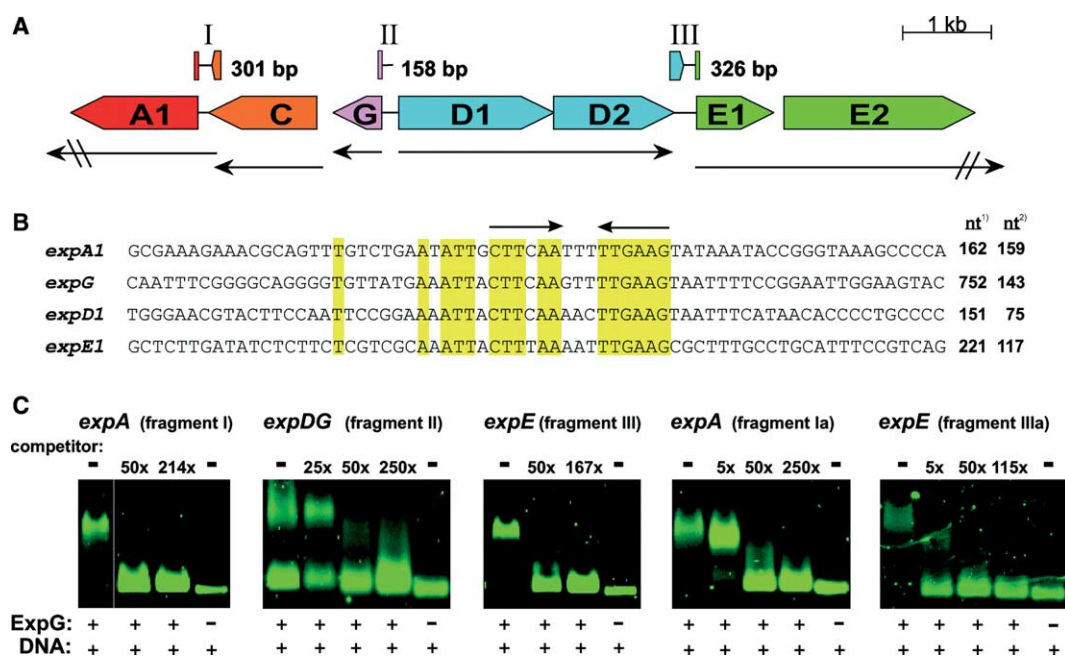 A
I II III 1 kb
301 bp 158 bp 326 bp
A1 C G D1 D2 E1 E2
B
nt1) nt2)
expA1 GCGAAAGAAACGCAGTTTGTCTGAATATTGCTTCAATTTTTGAAGTATAAATACCGGGTAAAGCCCCA 162 159
expG CAATTTCGGGGCAGGGGTGTTATGAAAATTACTTCAAGTTTTGAAGTAATTTTCCGGAATTGGAAGTAC 752 143
expD1 TGGGAACGTACTTCCAATTCCGGAAAATTACTTCAAAACTTGAAGTAATTTCATAACACCCCTGCCCC 151 75
expE1 GCTCTTGATATCTCTTCTCGTCGCAAATTACTTTAAAATTTGAAGCGCTTTGCCTGCATTTCCGTCAG 221 117
C
expA (fragment I) expDG (fragment II) expE (fragment III) expA (fragment Ia) expE (fragment IIIa)
competitor:
- 50x 214x - - 25x 50x 250x - - 50x 167x - - 5x 50x 250x - - 5x 50x 115x -
ExpG: + + + - + + + + - + + + - + + + + - + + + + -
DNA: + + + + + + + + + + + + + + + + + + + + + + +